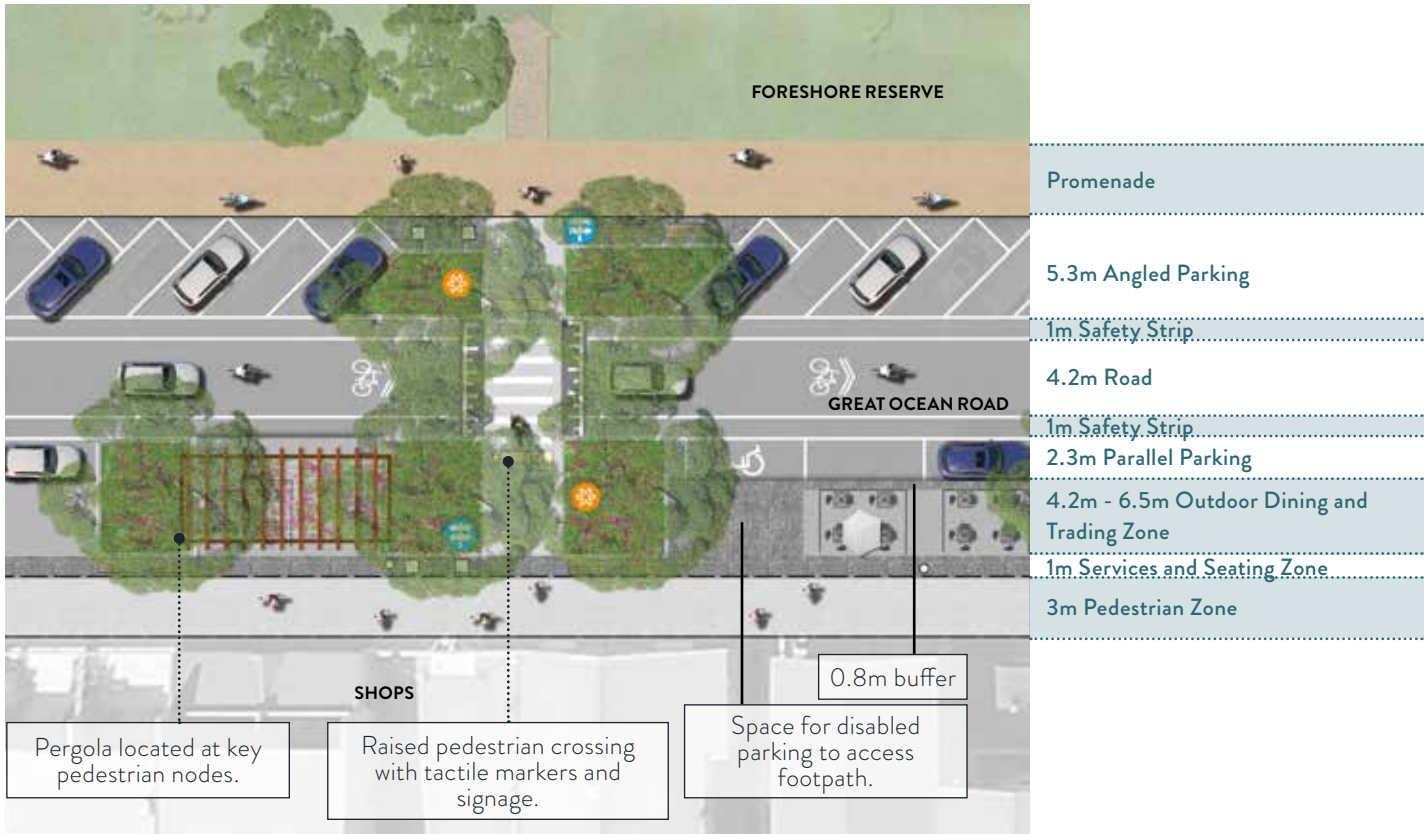 FORESHORE RESERVE
Promenade
5.3m Angled Parking
1m Safety Strip
4.2m Road
GREAT OCEAN ROAD
1m Safety Strip
2.3m Parallel Parking
4.2m - 6.5m Outdoor Dining and
Trading Zone
1m Services and Seating Zone
3m Pedestrian Zone
SHOPS
0.8m buffer
Pergola located at key
pedestrian nodes.
Raised pedestrian crossing
with tactile markers and
signage.
Space for disabled
parking to access
footpath.